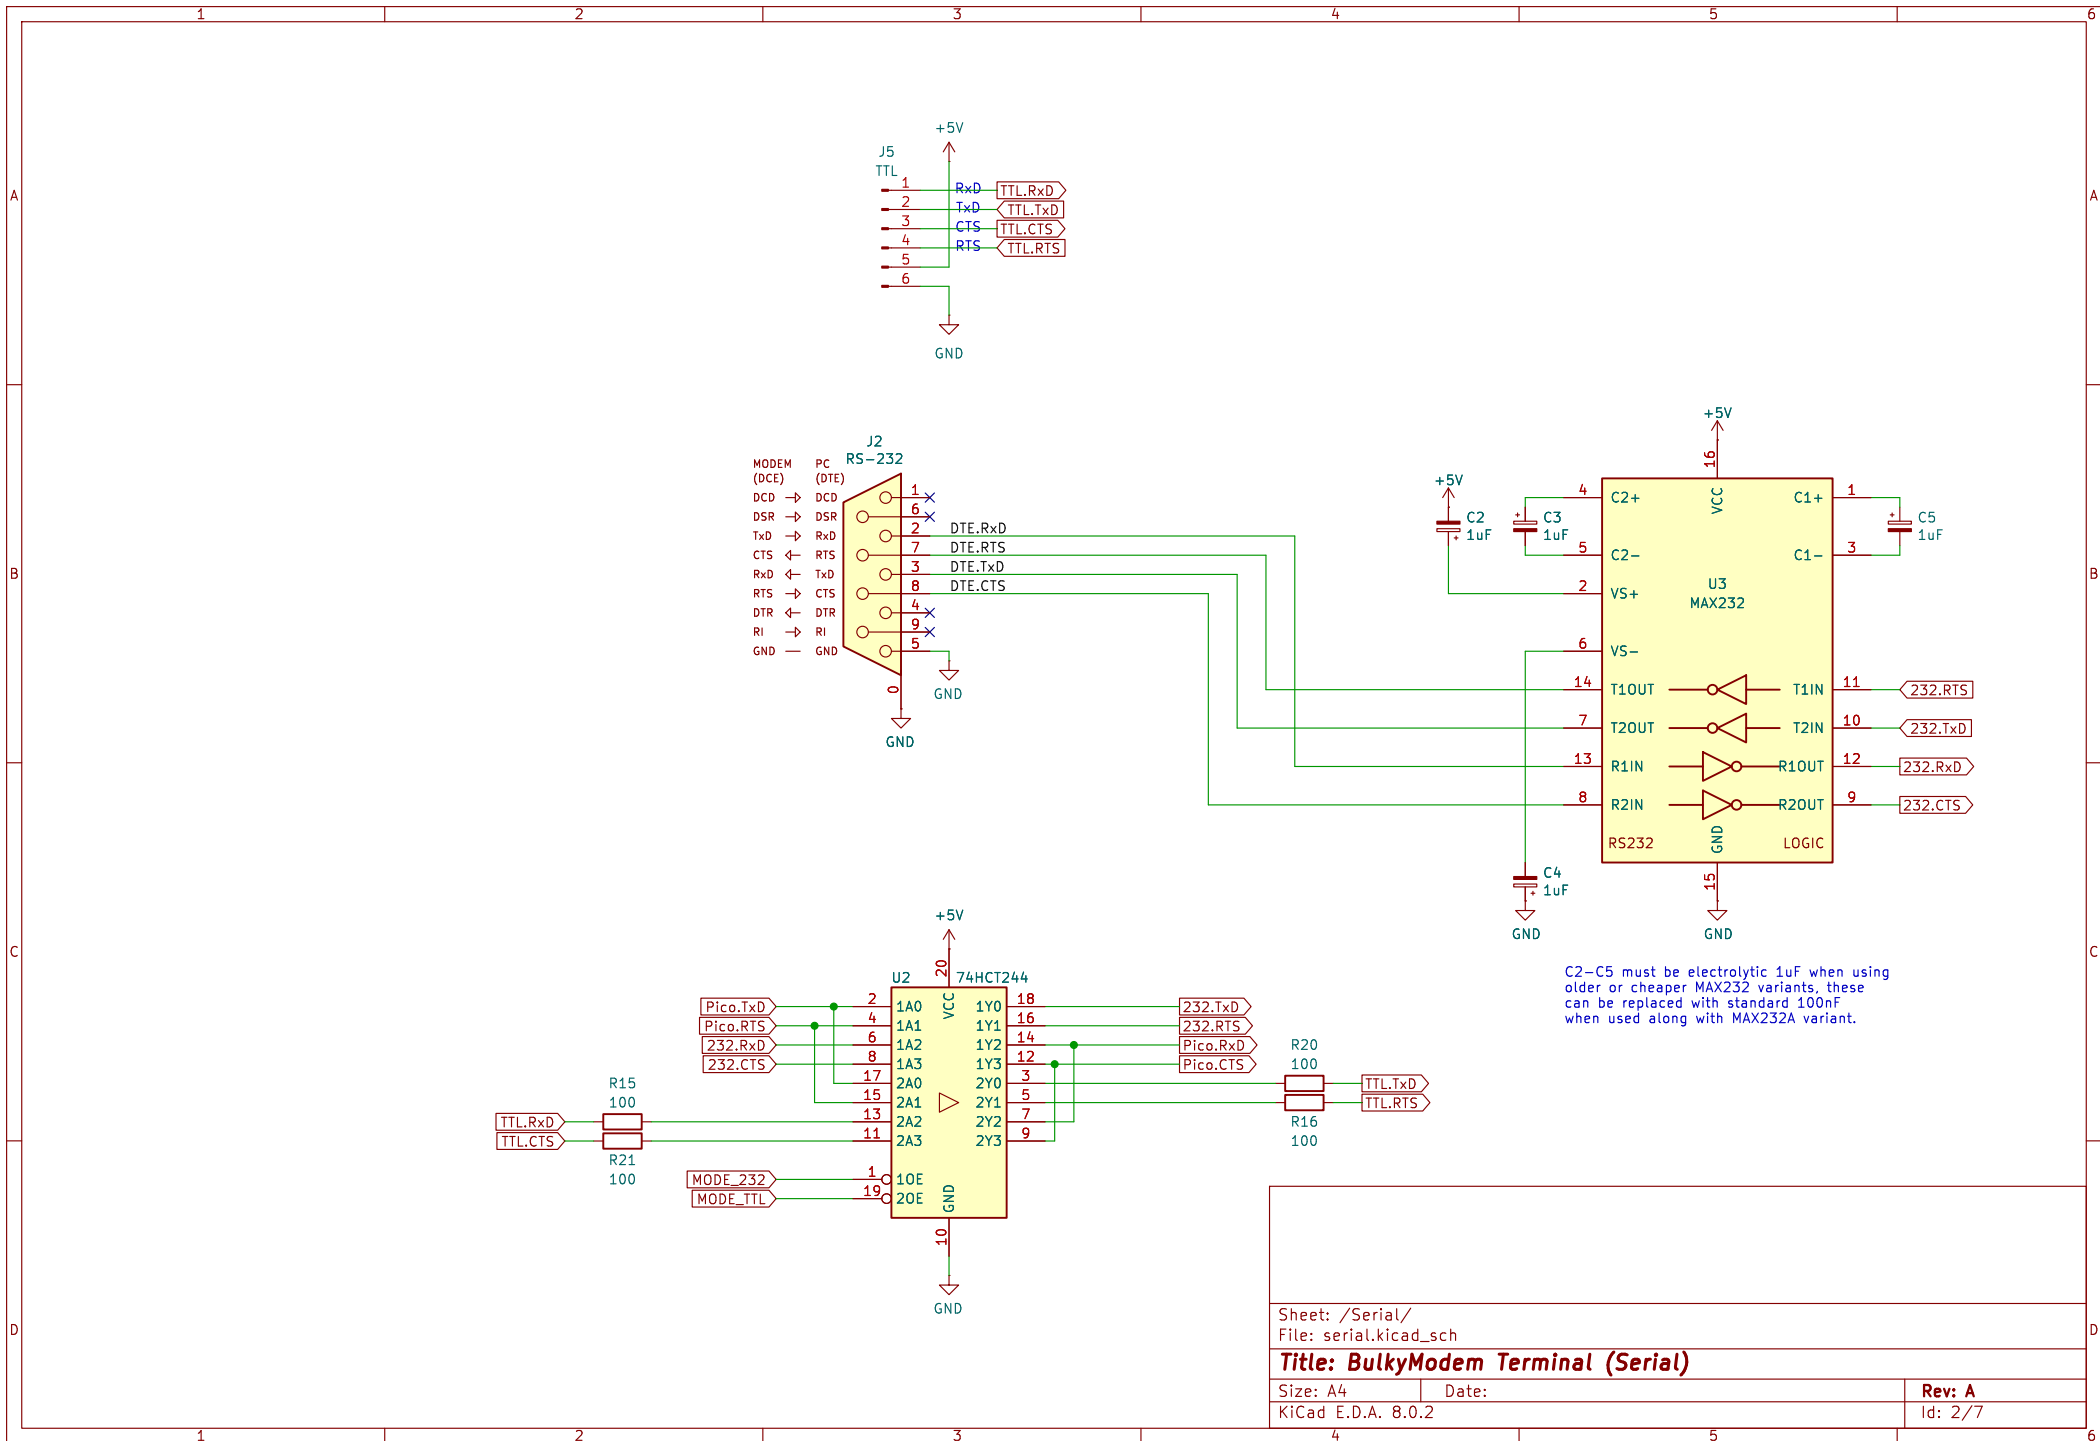 1 2 3 4 5 6
A A
B B
C C
D D
+5V
J5
TTL
1 RxD TTL.RxD
2 TxD TTL.TxD
3 CTS TTL.CTS
4 RTS TTL.RTS
5
6
GND
J2
RS-232
MODEM PC
(DCE) (DTE)
DCD DCD 1
DSR DSR 6
TxD RxD 2 DTE.RxD
CTS RTS 7 DTE.RTS
RxD TxD 3 DTE.TxD
RTS CTS 8 DTE.CTS
DTR DTR 4
RI RI 9
GND GND 5
0
GND
GND
+5V
16
VCC
+5V
C2
1uF
C3
1uF
C5
1uF
4 C2+ C1+ 1
5 C2- C1- 3
U3
MAX232
2 VS+
6 VS-
14 T1OUT T1IN 11 232.RTS
7 T2OUT T2IN 10 232.TxD
13 R1IN R1OUT 12 232.RxD
8 R2IN R2OUT 9 232.CTS
RS232 GND LOGIC
15
C4
1uF
GND
GND
C2-C5 must be electrolytic 1uF when using
older or cheaper MAX232 variants, these
can be replaced with standard 100nF
when used along with MAX232A variant.
+5V
20
U2 74HCT244
VCC
Pico.TxD 2 1A0 1Y0 18 232.TxD
Pico.RTS 4 1A1 1Y1 16 232.RTS
232.RxD 6 1A2 1Y2 14 Pico.RxD
232.CTS 8 1A3 1Y3 12 Pico.CTS
17 2A0 2Y0 3 TTL.TxD
15 2A1 2Y1 5 TTL.RTS
TTL.RxD 13 2A2 2Y2 7
TTL.CTS 11 2A3 2Y3 9
R15
100
R21
100
R20
100
R16
100
MODE_232 1 1OE
MODE_TTL 19 2OE
GND
10
GND
Sheet: /Serial/
File: serial.kicad_sch
Title: BulkyModem Terminal (Serial)
Size: A4 Date: Rev: A
KiCad E.D.A. 8.0.2 Id: 2/7
1 2 3 4 5 6